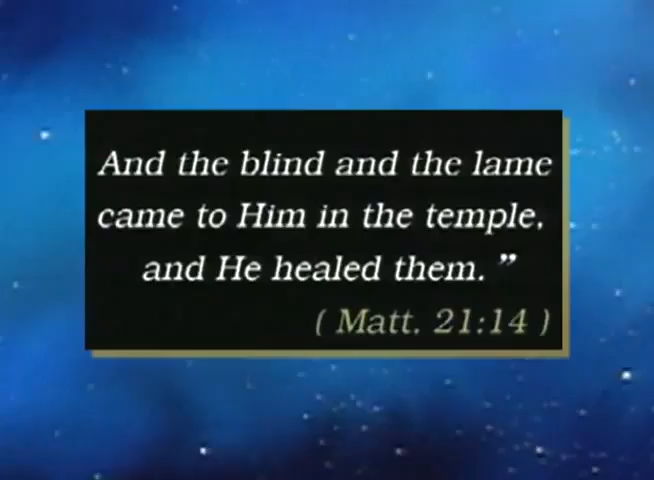 And the blind and the lame
came to Him in the temple,
and He healed them. ”
( Matt. 21:14 )